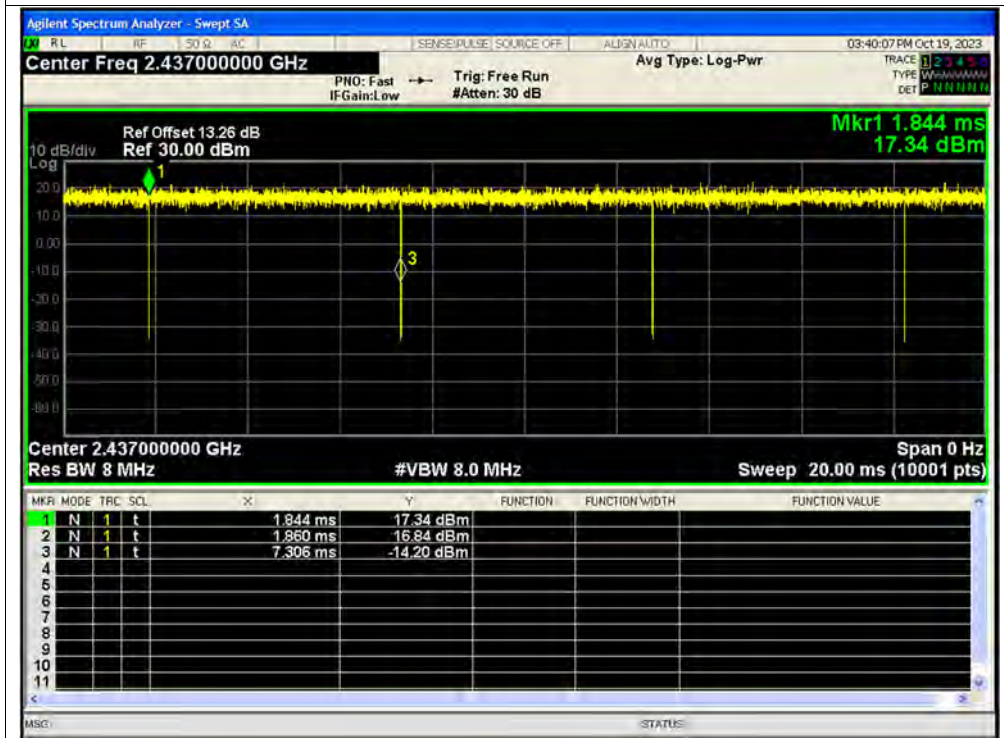 Agilent Spectrum Analyzer - Swept SA
RL RF 50 Ω AC SENSE:PULSE SOURCE OFF ALIGN AUTO 03:40:07 PM Oct 19, 2023
Center Freq 2.437000000 GHz Avg Type: Log-Pwr TRACE 1 2 3 4 5 6
PNO: Fast Trig: Free Run TYPE
IFGain:Low #Atten: 30 dB DET P N N N N N
Mkr1 1.844 ms
Ref Offset 13.26 dB
10 dB/div Ref 30.00 dBm 17.34 dBm
Log
1
20.0
10.0
0.00
3
-10.0
-20.0
-30.0
-40.0
-50.0
-60.0
Center 2.437000000 GHz Span 0 Hz
Res BW 8 MHz #VBW 8.0 MHz Sweep 20.00 ms (10001 pts)
MKR MODE TRC SCL X Y FUNCTION FUNCTION WIDTH FUNCTION VALUE
1 N 1 t 1.844 ms 17.34 dBm
2 N 1 t 1.860 ms 16.84 dBm
3 N 1 t 7.306 ms -14.20 dBm
4
5
6
7
8
9
10
11
MSG STATUS